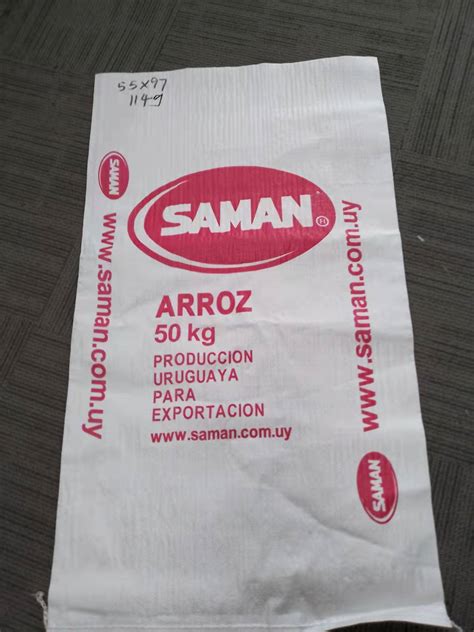 55x97
114g
SAMAN
SAMAN
www.saman.com.uy
www.saman.com.uy
ARROZ
50 kg
PRODUCCION
URUGUAYA
PARA
EXPORTACION
www.saman.com.uy
SAMAN